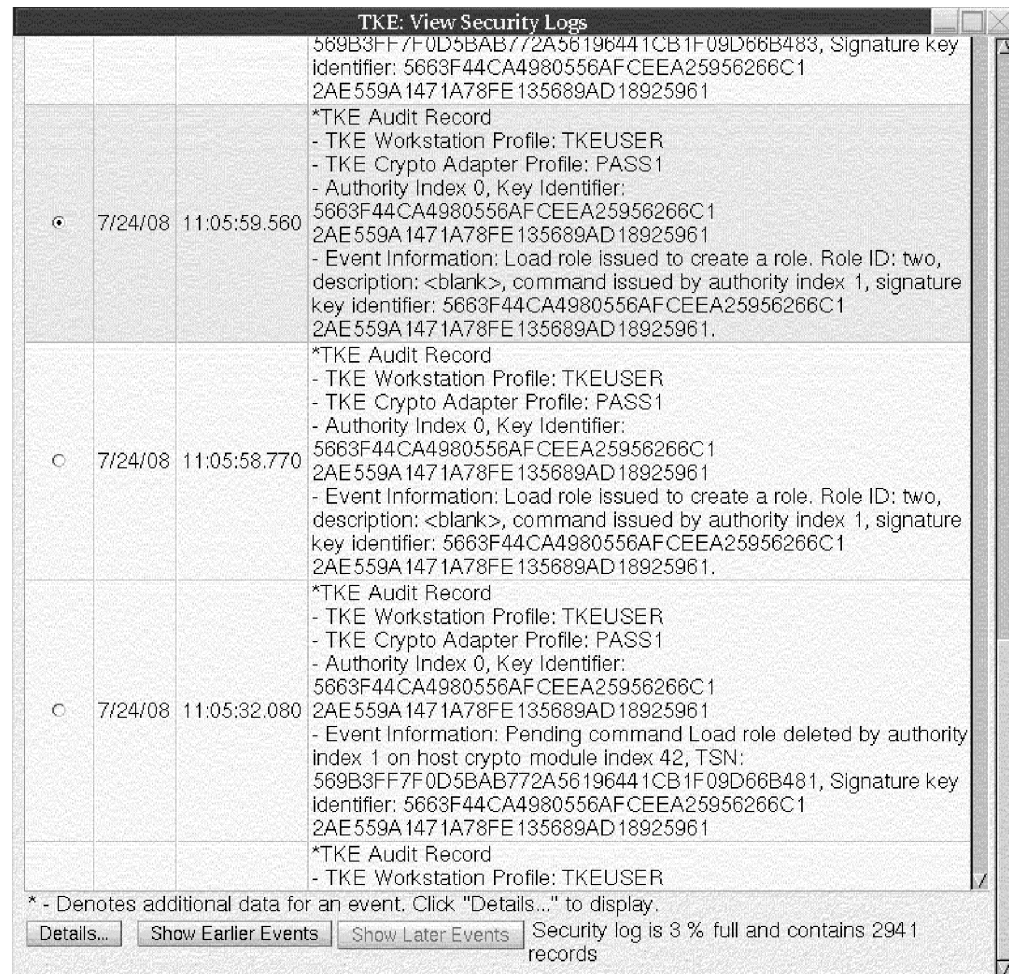 TKE: View Security Logs
569B3FF7F0D5BAB772A56196441CB1F09D66B483, Signature key
identifier: 5663F44CA4980556AFCEEA25956266C1
2AE559A1471A78FE135689AD18925961
*TKE Audit Record
- TKE Workstation Profile: TKEUSER
- TKE Crypto Adapter Profile: PASS1
- Authority Index 0, Key Identifier:
5663F44CA4980556AFCEEA25956266C1
7/24/08 11:05:59.560 2AE559A1471A78FE135689AD18925961
- Event Information: Load role issued to create a role. Role ID: two,
description: <blank>, command issued by authority index 1, signature
key identifier: 5663F44CA4980556AFCEEA25956266C1
2AE559A1471A78FE135689AD18925961.
*TKE Audit Record
- TKE Workstation Profile: TKEUSER
- TKE Crypto Adapter Profile: PASS1
- Authority Index 0, Key Identifier:
5663F44CA4980556AFCEEA25956266C1
7/24/08 11:05:58.770 2AE559A1471A78FE135689AD18925961
- Event Information: Load role issued to create a role. Role ID: two,
description: <blank>, command issued by authority index 1, signature
key identifier: 5663F44CA4980556AFCEEA25956266C1
2AE559A1471A78FE135689AD18925961.
*TKE Audit Record
- TKE Workstation Profile: TKEUSER
- TKE Crypto Adapter Profile: PASS1
- Authority Index 0, Key Identifier:
5663F44CA4980556AFCEEA25956266C1
7/24/08 11:05:32.080 2AE559A1471A78FE135689AD18925961
- Event Information: Pending command Load role deleted by authority
index 1 on host crypto module index 42, TSN:
569B3FF7F0D5BAB772A56196441CB1F09D66B481, Signature key
identifier: 5663F44CA4980556AFCEEA25956266C1
2AE559A1471A78FE135689AD18925961
*TKE Audit Record
- TKE Workstation Profile: TKEUSER
* - Denotes additional data for an event. Click "Details..." to display.
Details... Show Earlier Events Show Later Events Security log is 3 % full and contains 2941
records